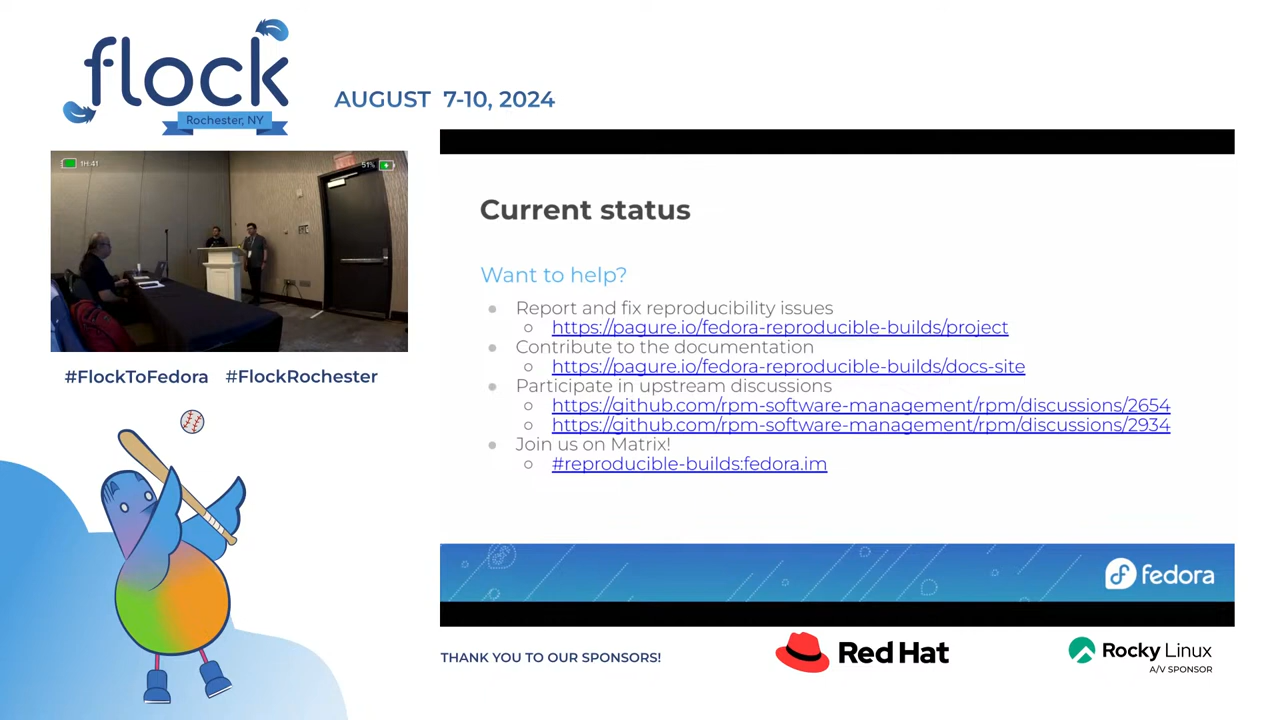 flock
Rochester, NY
AUGUST 7-10, 2024
1H:41
51%
Current status
Want to help?
● Report and fix reproducibility issues
○ https://pagure.io/fedora-reproducible-builds/project
● Contribute to the documentation
○ https://pagure.io/fedora-reproducible-builds/docs-site
● Participate in upstream discussions
○ https://github.com/rpm-software-management/rpm/discussions/2654
○ https://github.com/rpm-software-management/rpm/discussions/2934
● Join us on Matrix!
○ #reproducible-builds:fedora.im
#FlockToFedora #FlockRochester
fedora
THANK YOU TO OUR SPONSORS!
Red Hat
Rocky Linux
A/V SPONSOR